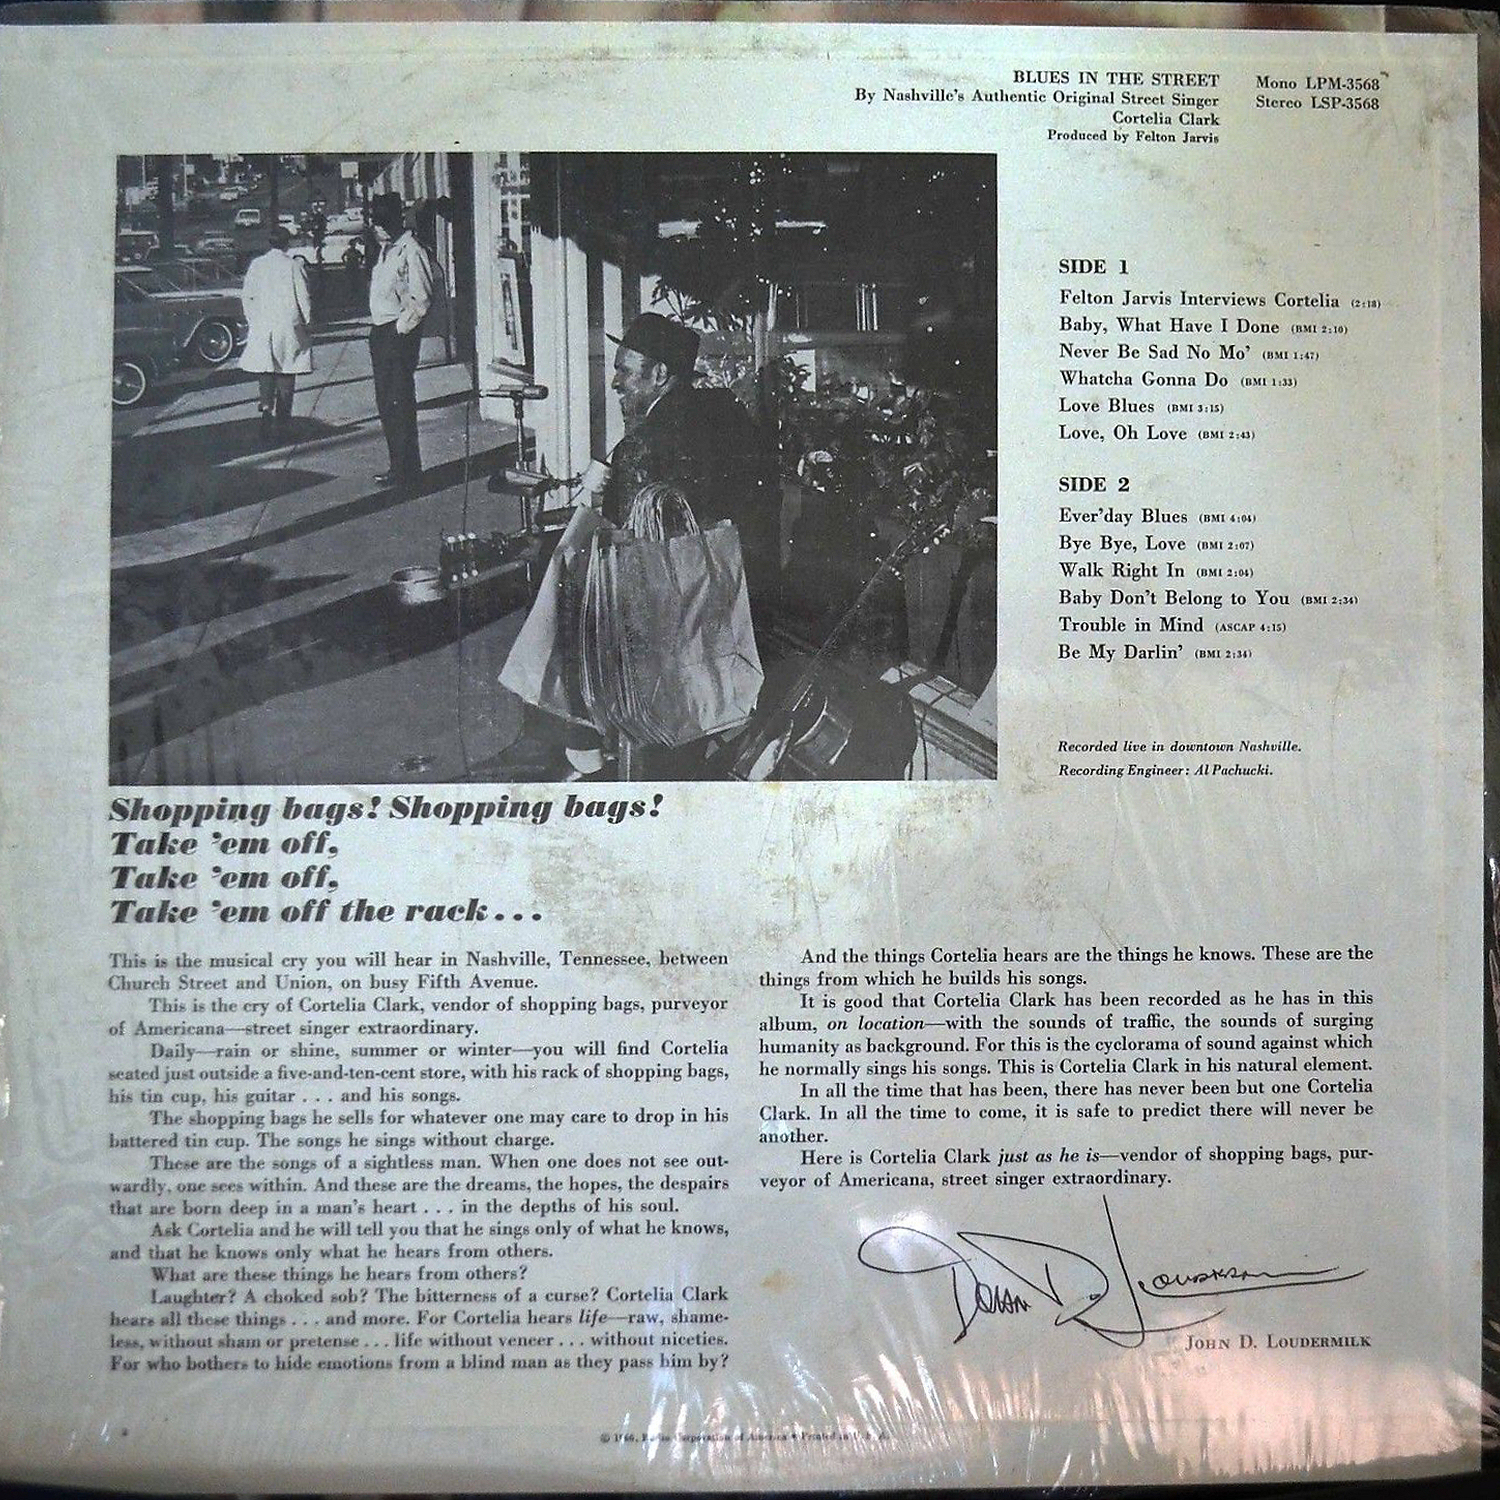 BLUES IN THE STREET
By Nashville's Authentic Original Street Singer
Cortelia Clark
Produced by Felton Jarvis
Mono LPM-3568
Stereo LSP-3568
SIDE 1
Felton Jarvis Interviews Cortelia (2:18)
Baby, What Have I Done (BMI 2:10)
Never Be Sad No Mo' (BMI 1:47)
Whatcha Gonna Do (BMI 1:33)
Love Blues (BMI 3:15)
Love, Oh Love (BMI 2:43)
SIDE 2
Ever'day Blues (BMI 4:04)
Bye Bye, Love (BMI 2:07)
Walk Right In (BMI 2:04)
Baby Don't Belong to You (BMI 2:34)
Trouble in Mind (ASCAP 4:15)
Be My Darlin' (BMI 2:34)
Recorded live in downtown Nashville.
Recording Engineer: Al Pachucki.
Shopping bags! Shopping bags!
Take 'em off,
Take 'em off,
Take 'em off the rack...
This is the musical cry you will hear in Nashville, Tennessee, between
Church Street and Union, on busy Fifth Avenue.
This is the cry of Cortelia Clark, vendor of shopping bags, purveyor
of Americana—street singer extraordinary.
Daily—rain or shine, summer or winter—you will find Cortelia
seated just outside a five-and-ten-cent store, with his rack of shopping bags,
his tin cup, his guitar . . . and his songs.
The shopping bags he sells for whatever one may care to drop in his
battered tin cup. The songs he sings without charge.
These are the songs of a sightless man. When one does not see out-
wardly, one sees within. And these are the dreams, the hopes, the despairs
that are born deep in a man's heart . . . in the depths of his soul.
Ask Cortelia and he will tell you that he sings only of what he knows,
and that he knows only what he hears from others.
What are these things he hears from others?
Laughter? A choked sob? The bitterness of a curse? Cortelia Clark
hears all these things . . . and more. For Cortelia hears life—raw, shame-
less, without sham or pretense . . . life without veneer . . . without niceties.
For who bothers to hide emotions from a blind man as they pass him by?
And the things Cortelia hears are the things he knows. These are the
things from which he builds his songs.
It is good that Cortelia Clark has been recorded as he has in this
album, on location—with the sounds of traffic, the sounds of surging
humanity as background. For this is the cyclorama of sound against which
he normally sings his songs. This is Cortelia Clark in his natural element.
In all the time that has been, there has never been but one Cortelia
Clark. In all the time to come, it is safe to predict there will never be
another.
Here is Cortelia Clark just as he is—vendor of shopping bags, pur-
veyor of Americana, street singer extraordinary.
John D. Loudermilk
JOHN D. LOUDERMILK
© Corporation of America • Printed in U.S.A.